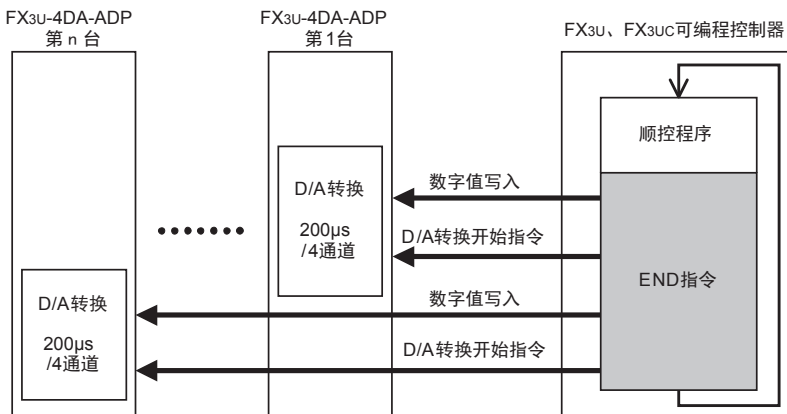 FX3U-4DA-ADP
第 n 台
FX3U-4DA-ADP
第1台
FX3U、FX3UC可编程控制器
顺控程序
D/A转换
200μs
/4通道
数字值写入
D/A转换开始指令
END指令
D/A转换
200μs
/4通道
数字值写入
D/A转换开始指令